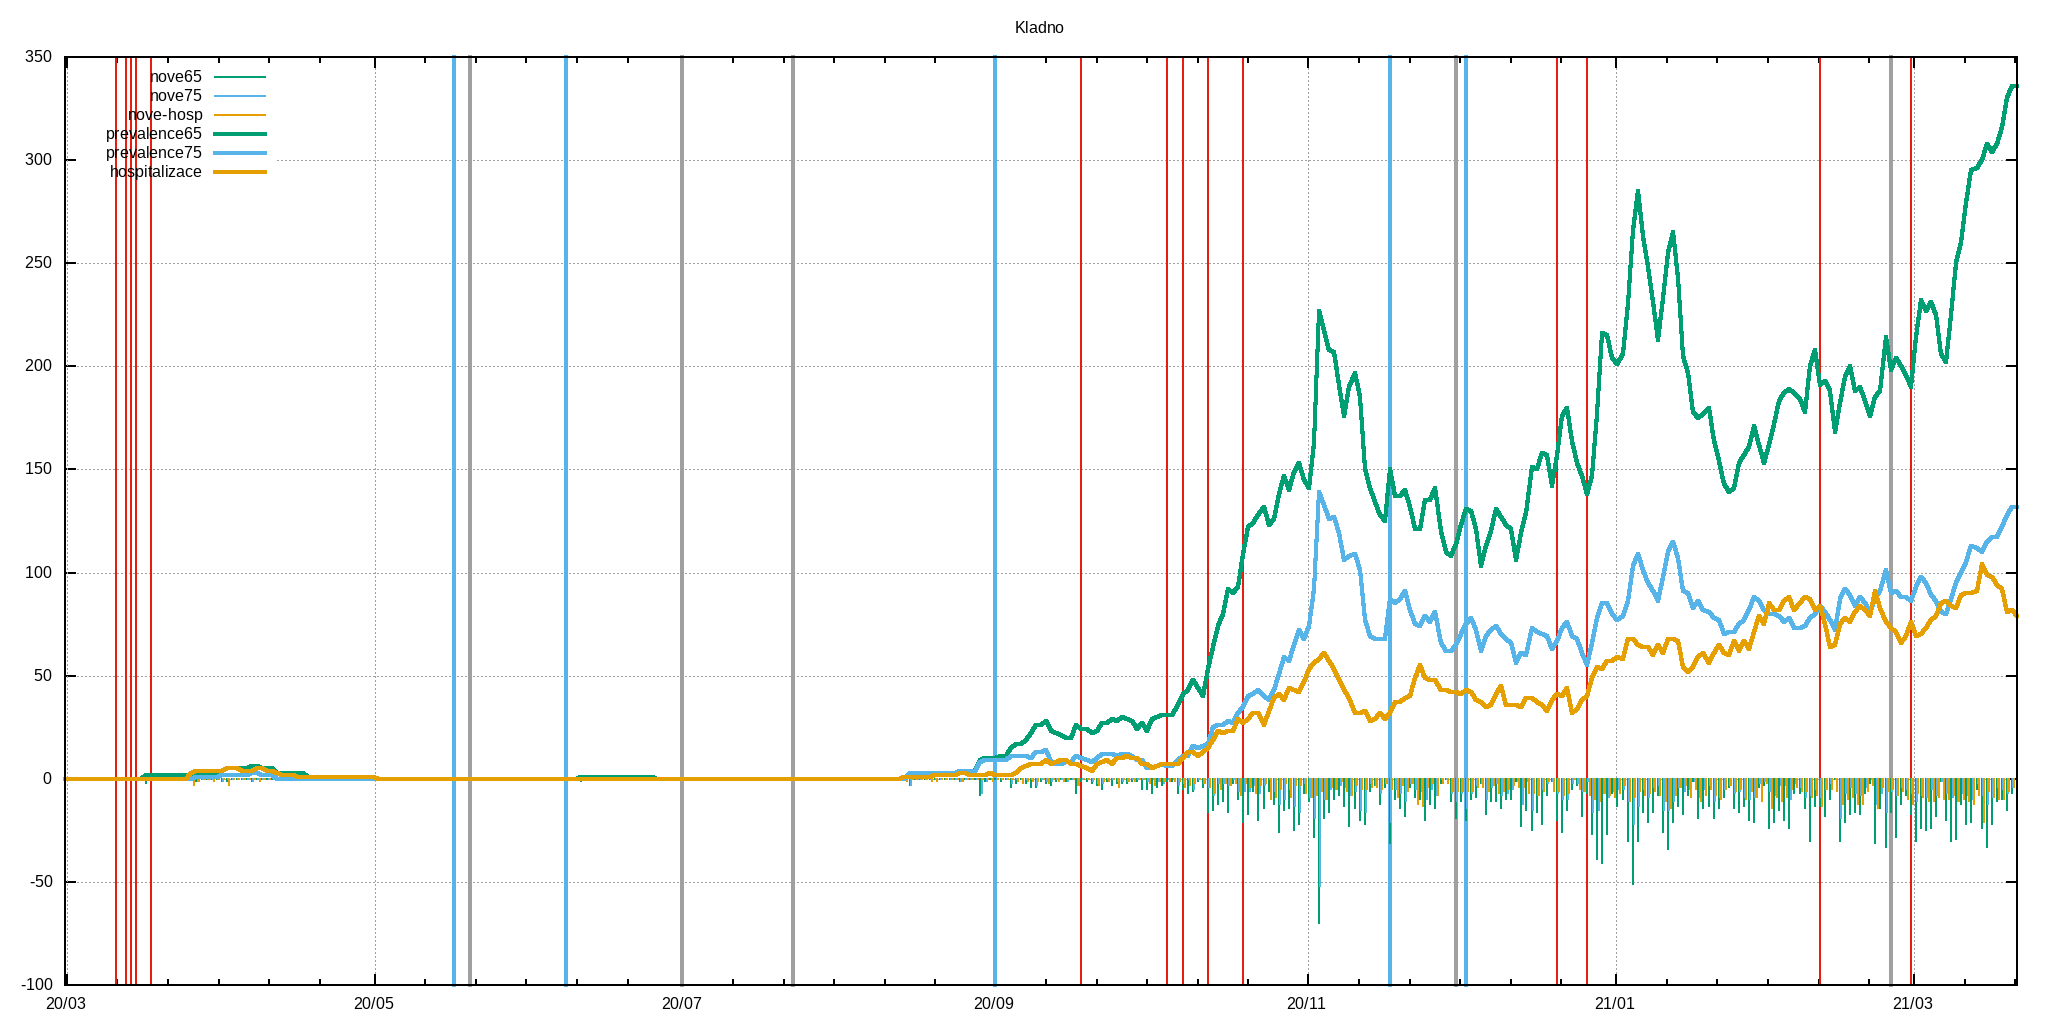 Kladno
350
300
250
200
150
100
50
0
-50
-100
nove65
nove75
nove-hosp
prevalence65
prevalence75
hospitalizace
20/03 20/05 20/07 20/09 20/11 21/01 21/03